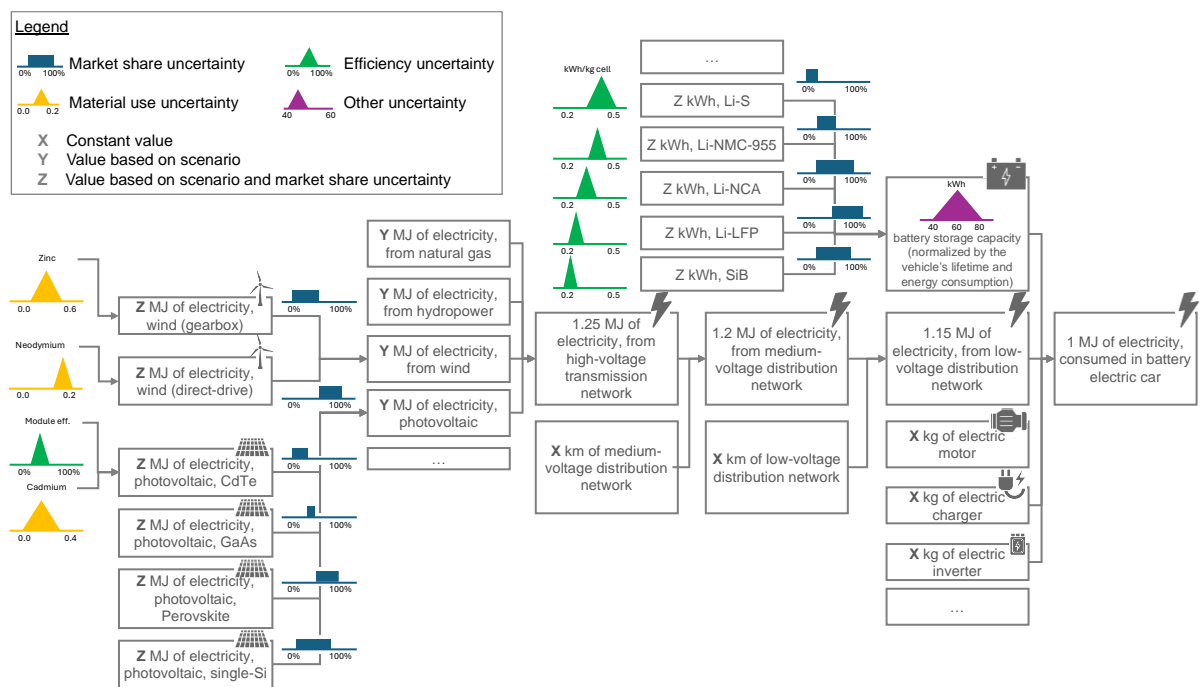 Legend
Market share uncertainty
0% 100%
Efficiency uncertainty
0% 100%
Material use uncertainty
0.0 0.2
Other uncertainty
40 60
X Constant value
Y Value based on scenario
Z Value based on scenario and market share uncertainty
kWh/kg cell
0.2 0.5
0.2 0.5
0.2 0.5
0.2 0.5
0.2 0.5
...
Z kWh, Li-S
Z kWh, Li-NMC-955
Z kWh, Li-NCA
Z kWh, Li-LFP
Z kWh, SiB
0% 100%
0% 100%
0% 100%
0% 100%
0% 100%
kWh
40 60 80
battery storage capacity
(normalized by the
vehicle's lifetime and
energy consumption)
Zinc
0.0 0.6
Neodymium
0.0 0.2
Module eff.
0% 100%
Cadmium
0.0 0.4
Z MJ of electricity,
wind (gearbox)
Z MJ of electricity,
wind (direct-drive)
Z MJ of electricity,
photovoltaic, CdTe
Z MJ of electricity,
photovoltaic, GaAs
Z MJ of electricity,
photovoltaic,
Perovskite
Z MJ of electricity,
photovoltaic, single-Si
0% 100%
0% 100%
0% 100%
0% 100%
0% 100%
0% 100%
Y MJ of electricity,
from natural gas
Y MJ of electricity,
from hydropower
Y MJ of electricity,
from wind
Y MJ of electricity,
photovoltaic
...
1.25 MJ of
electricity, from
high-voltage
transmission
network
X km of medium-
voltage distribution
network
1.2 MJ of electricity,
from medium-
voltage distribution
network
X km of low-voltage
distribution network
1.15 MJ of
electricity, from low-
voltage distribution
network
X kg of electric
motor
X kg of electric
charger
X kg of electric
inverter
...
1 MJ of electricity,
consumed in battery
electric car